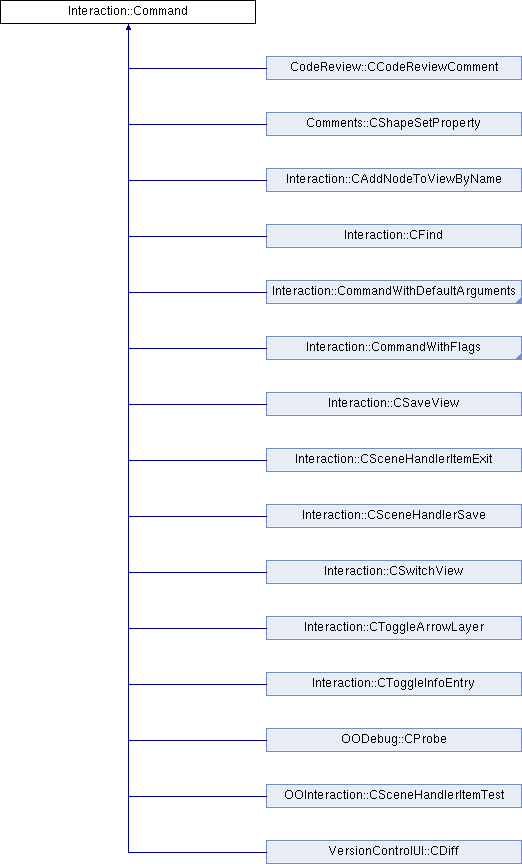 Interaction::Command
CodeReview::CCodeReviewComment
Comments::CShapeSetProperty
Interaction::CAddNodeToViewByName
Interaction::CFind
Interaction::CommandWithDefaultArguments
Interaction::CommandWithFlags
Interaction::CSaveView
Interaction::CSceneHandlerItemExit
Interaction::CSceneHandlerSave
Interaction::CSwitchView
Interaction::CToggleArrowLayer
Interaction::CToggleInfoEntry
OODebug::CProbe
OOInteraction::CSceneHandlerItemTest
VersionControlUI::CDiff